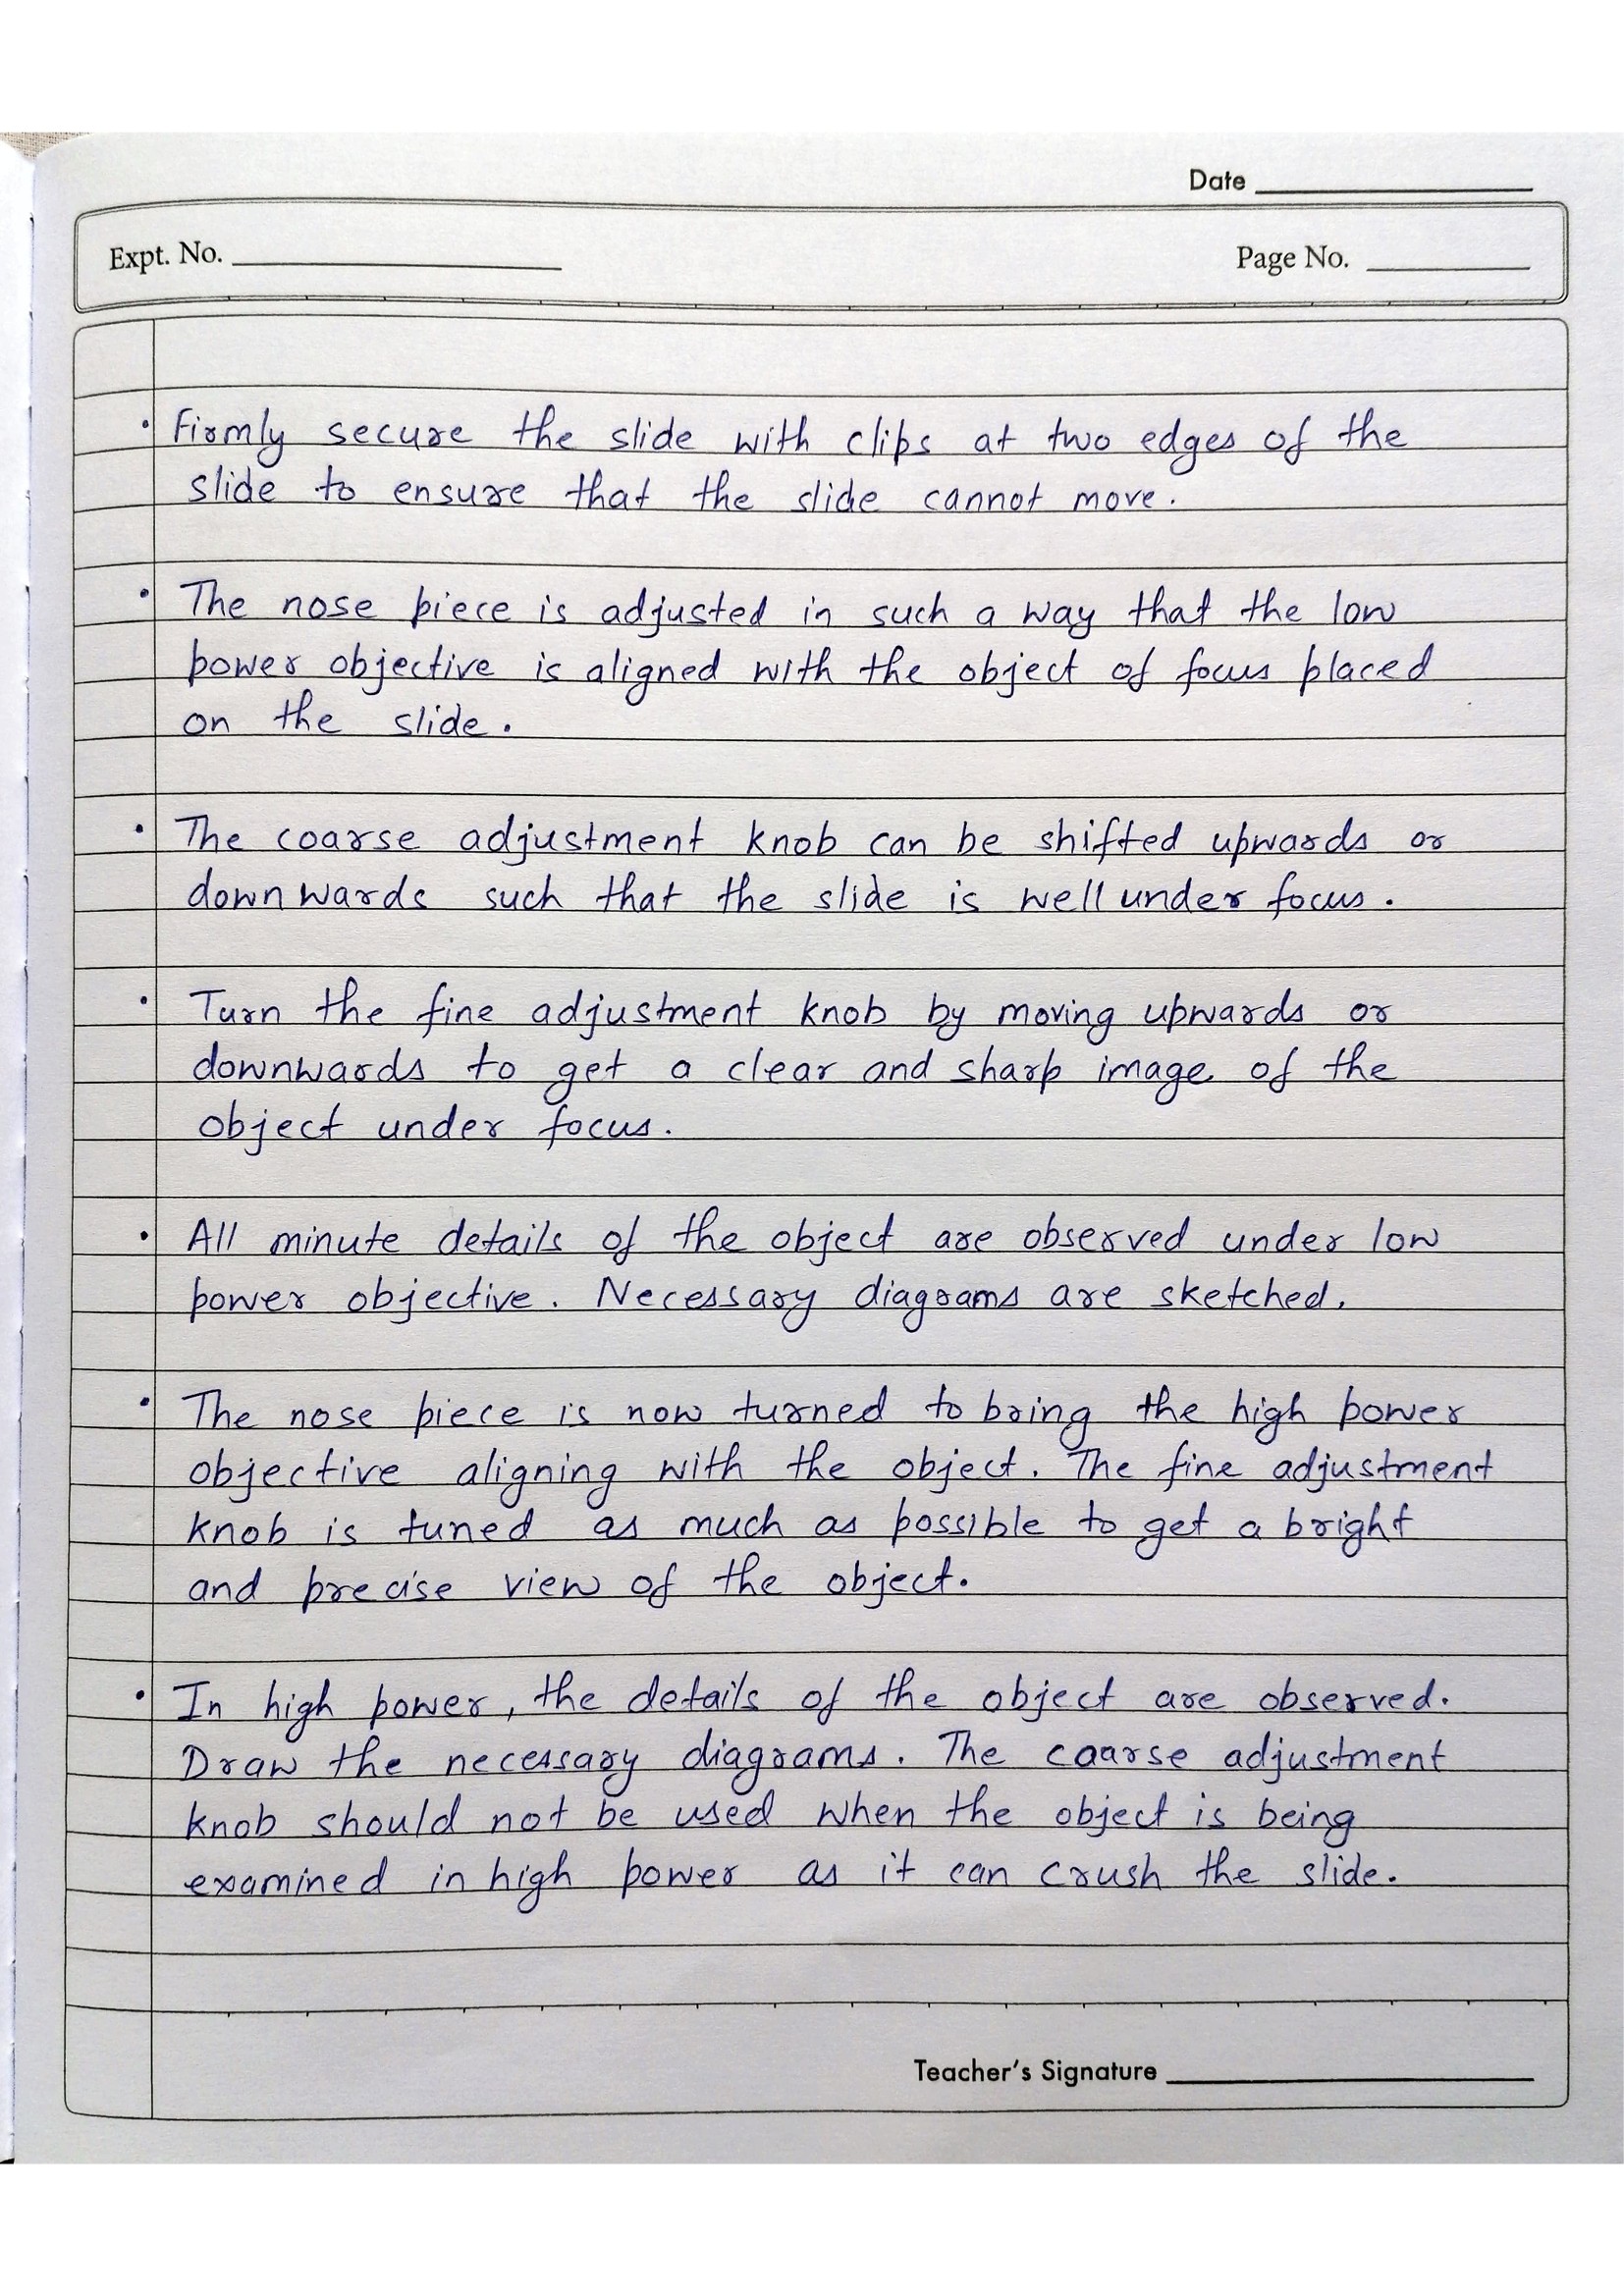 Date
Expt. No.
Page No.
• Firmly secure the slide with clips at two edges of the
slide to ensure that the slide cannot move.
• The nose piece is adjusted in such a way that the low
power objective is aligned with the object of focus placed
on the slide.
• The coarse adjustment knob can be shifted upwards or
downwards such that the slide is well under focus.
• Turn the fine adjustment knob by moving upwards or
downwards to get a clear and sharp image of the
object under focus.
• All minute details of the object are observed under low
power objective. Necessary diagrams are sketched.
• The nose piece is now turned to bring the high power
objective aligning with the object. The fine adjustment
knob is tuned as much as possible to get a bright
and precise view of the object.
• In high power, the details of the object are observed.
Draw the necessary diagrams. The coarse adjustment
knob should not be used when the object is being
examined in high power as it can crush the slide.
Teacher's Signature